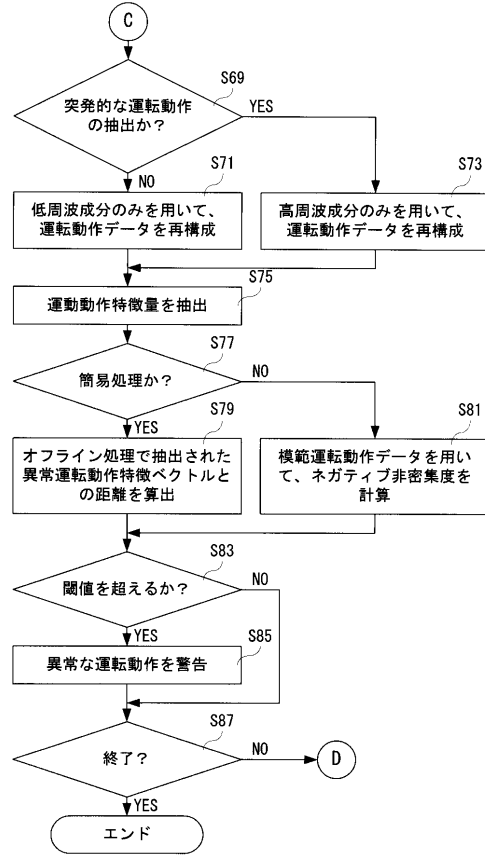 C
S69
突発的な運転動作
の抽出か？
YES
NO
S71
低周波成分のみを用いて、
運転動作データを再構成
S73
高周波成分のみを用いて、
運転動作データを再構成
S75
運動動作特徴量を抽出
S77
簡易処理か？
NO
YES
S79
オフライン処理で抽出された
異常運転動作特徴ベクトルと
の距離を算出
S81
模範運転動作データを用い
て、ネガティブ非密集度を
計算
S83
閾値を超えるか？
NO
YES
S85
異常な運転動作を警告
S87
終了？
NO
D
YES
エンド